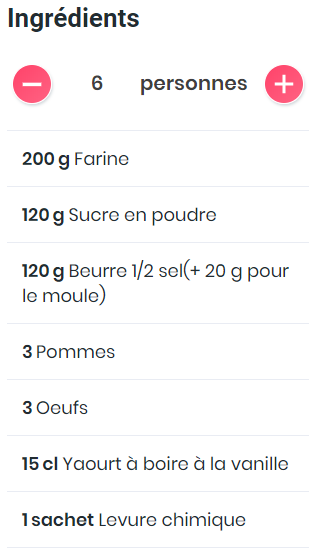 Ingrédients
6 personnes
200 g Farine
120 g Sucre en poudre
120 g Beurre 1/2 sel(+ 20 g pour
le moule)
3 Pommes
3 Oeufs
15 cl Yaourt à boire à la vanille
1 sachet Levure chimique